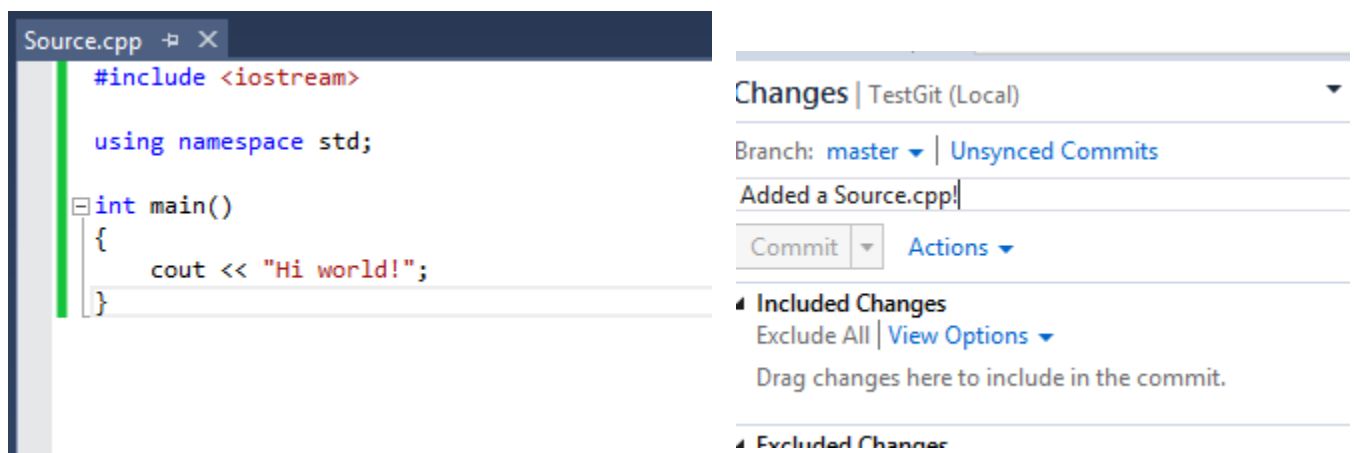 Source.cpp
#include <iostream>
using namespace std;
int main()
{
cout << "Hi world!";
}
Changes | TestGit (Local)
Branch: master | Unsynced Commits
Added a Source.cpp!
Commit Actions
Included Changes
Exclude All | View Options
Drag changes here to include in the commit.
Excluded Changes